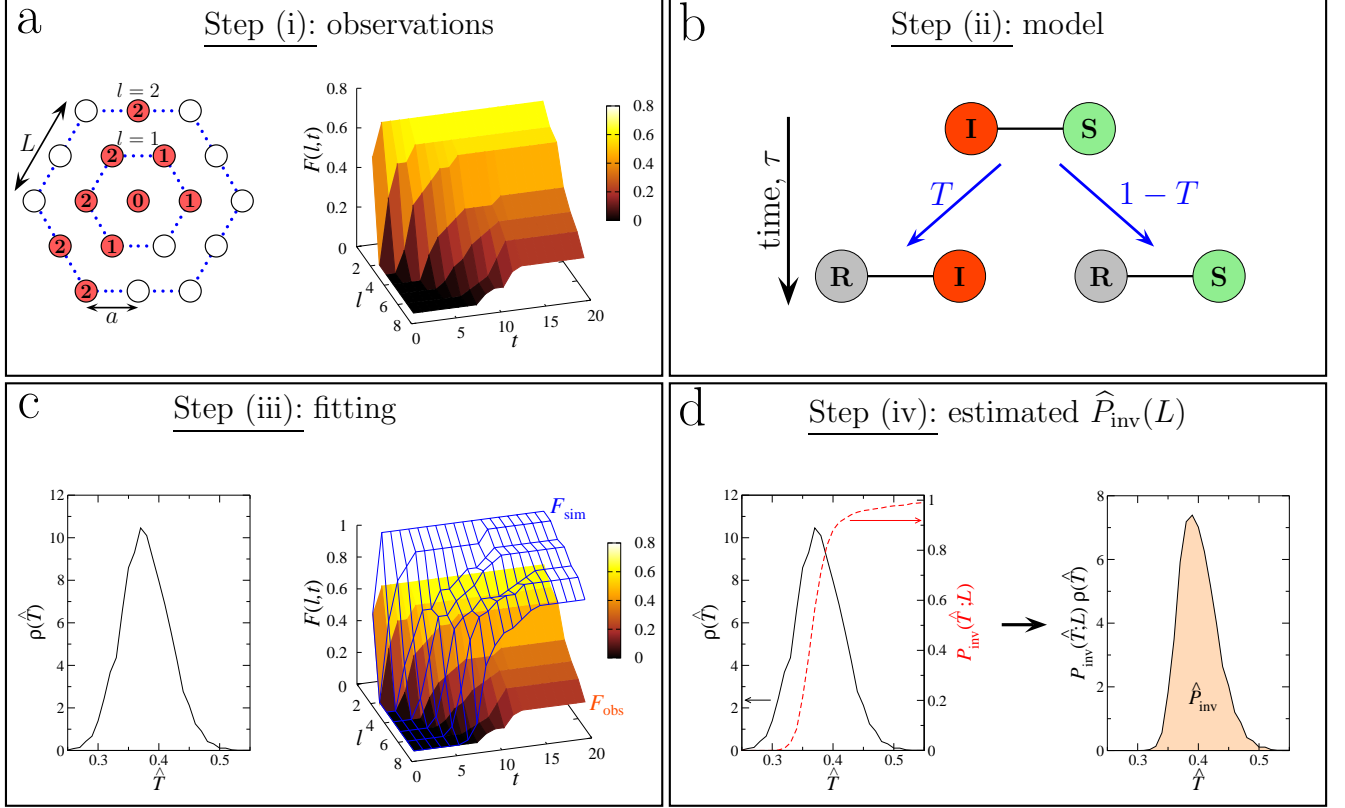 a
Step (i): observations
l = 2
2
L
l = 1
2 1
2 0 1
2 1
2
a
0.8
0.6
0.4
0.2
0
F(l,t)
2
4
6
8
l
0
5
10
15
20
t
0.8
0.6
0.4
0.2
0
b
Step (ii): model
time, τ
I S
T 1 − T
R I R S
c
Step (iii): fitting
12
10
8
6
4
2
0
ρ(T̂)
0.3 0.4 0.5
T̂
1
0.8
0.6
0.4
0.2
0
F(l,t)
F_sim
F_obs
2
4
6
8
l
0
5
10
15
20
t
0.8
0.6
0.4
0.2
0
d
Step (iv): estimated P̂_inv(L)
12
10
8
6
4
2
0
ρ(T̂)
0.3 0.4 0.5
T̂
1
0.8
0.6
0.4
0.2
0
P_inv(T̂;L)
8
6
4
2
0
P_inv(T̂;L) ρ(T̂)
P̂_inv
0.3 0.4 0.5
T̂